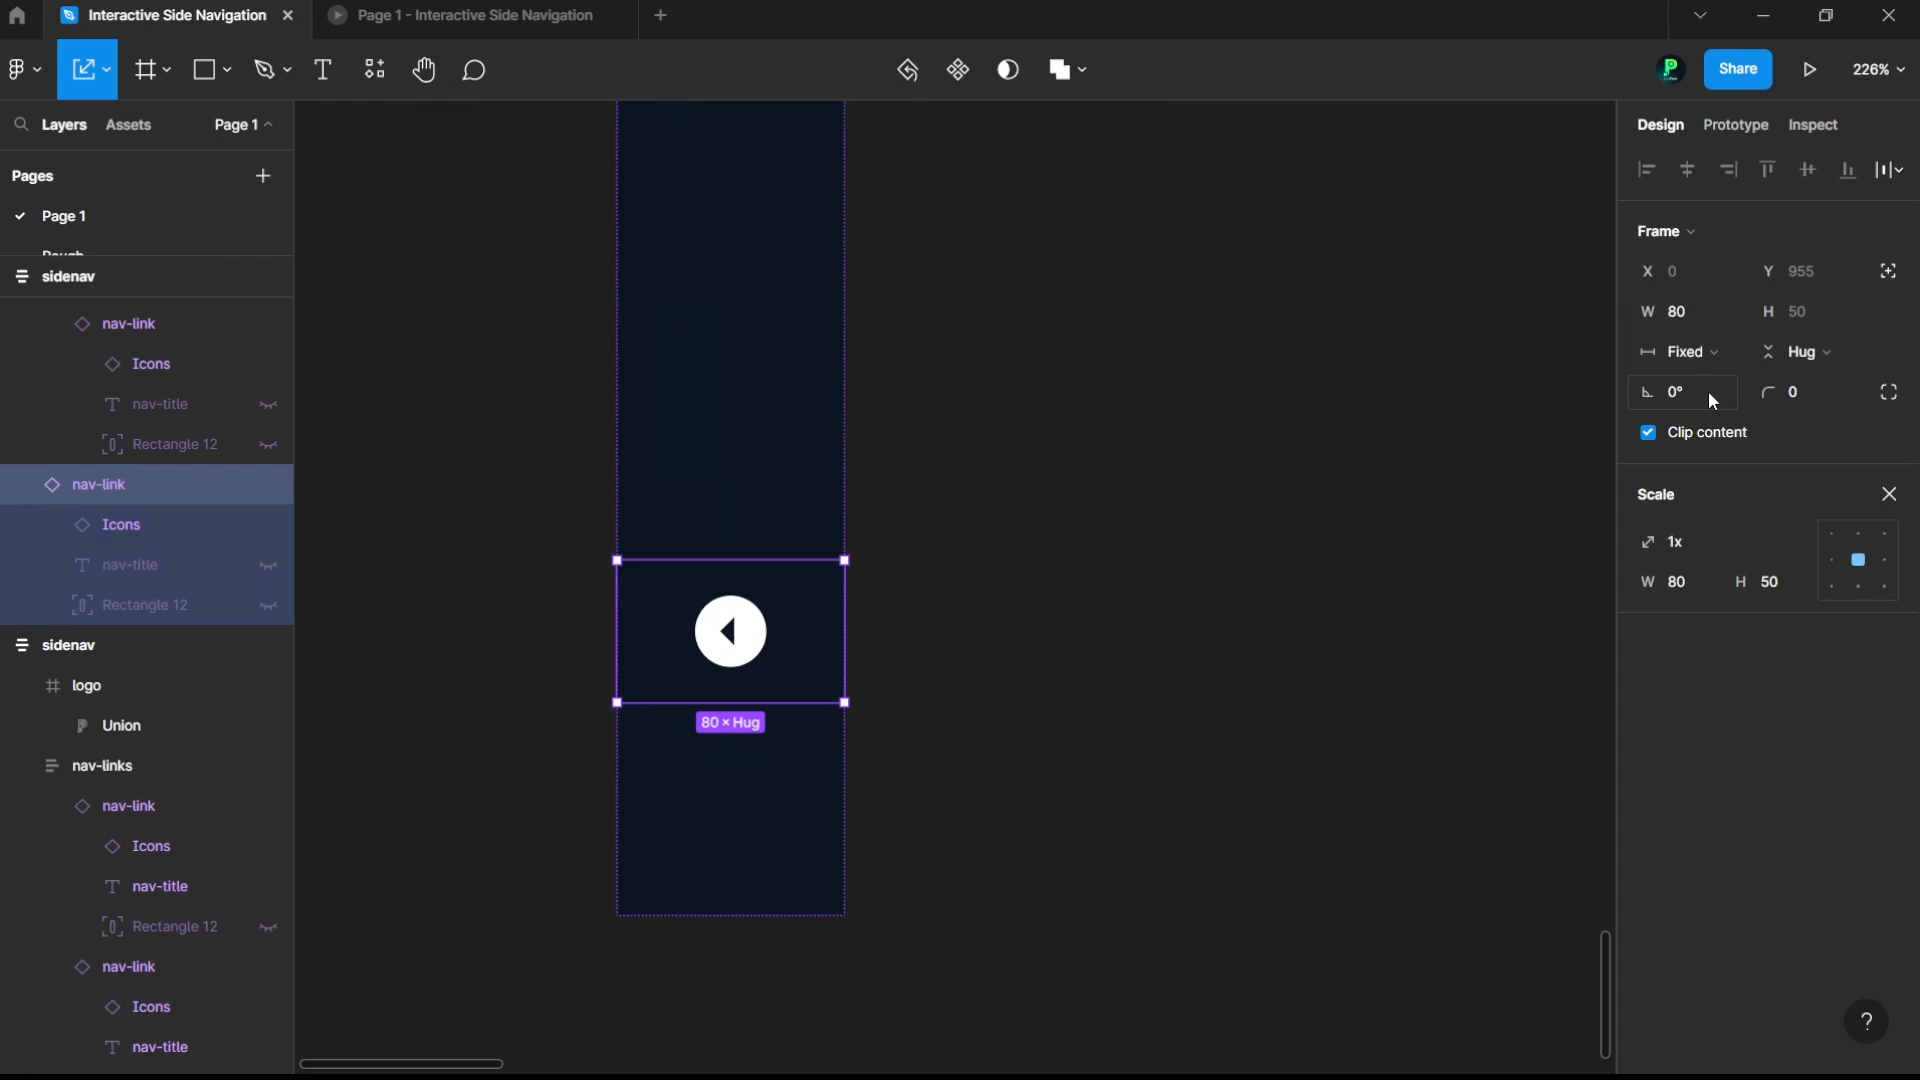 Interactive Side Navigation
Page 1 - Interactive Side Navigation
Share
226%
Layers
Assets
Page 1
Pages
Page 1
Rough
sidenav
nav-link
Icons
nav-title
Rectangle 12
nav-link
Icons
nav-title
Rectangle 12
sidenav
logo
Union
nav-links
nav-link
Icons
nav-title
Rectangle 12
nav-link
Icons
nav-title
80 × Hug
Design
Prototype
Inspect
Frame
X 0
Y 955
W 80
H 50
Fixed
Hug
0°
0
Clip content
Scale
1x
W 80
H 50
?